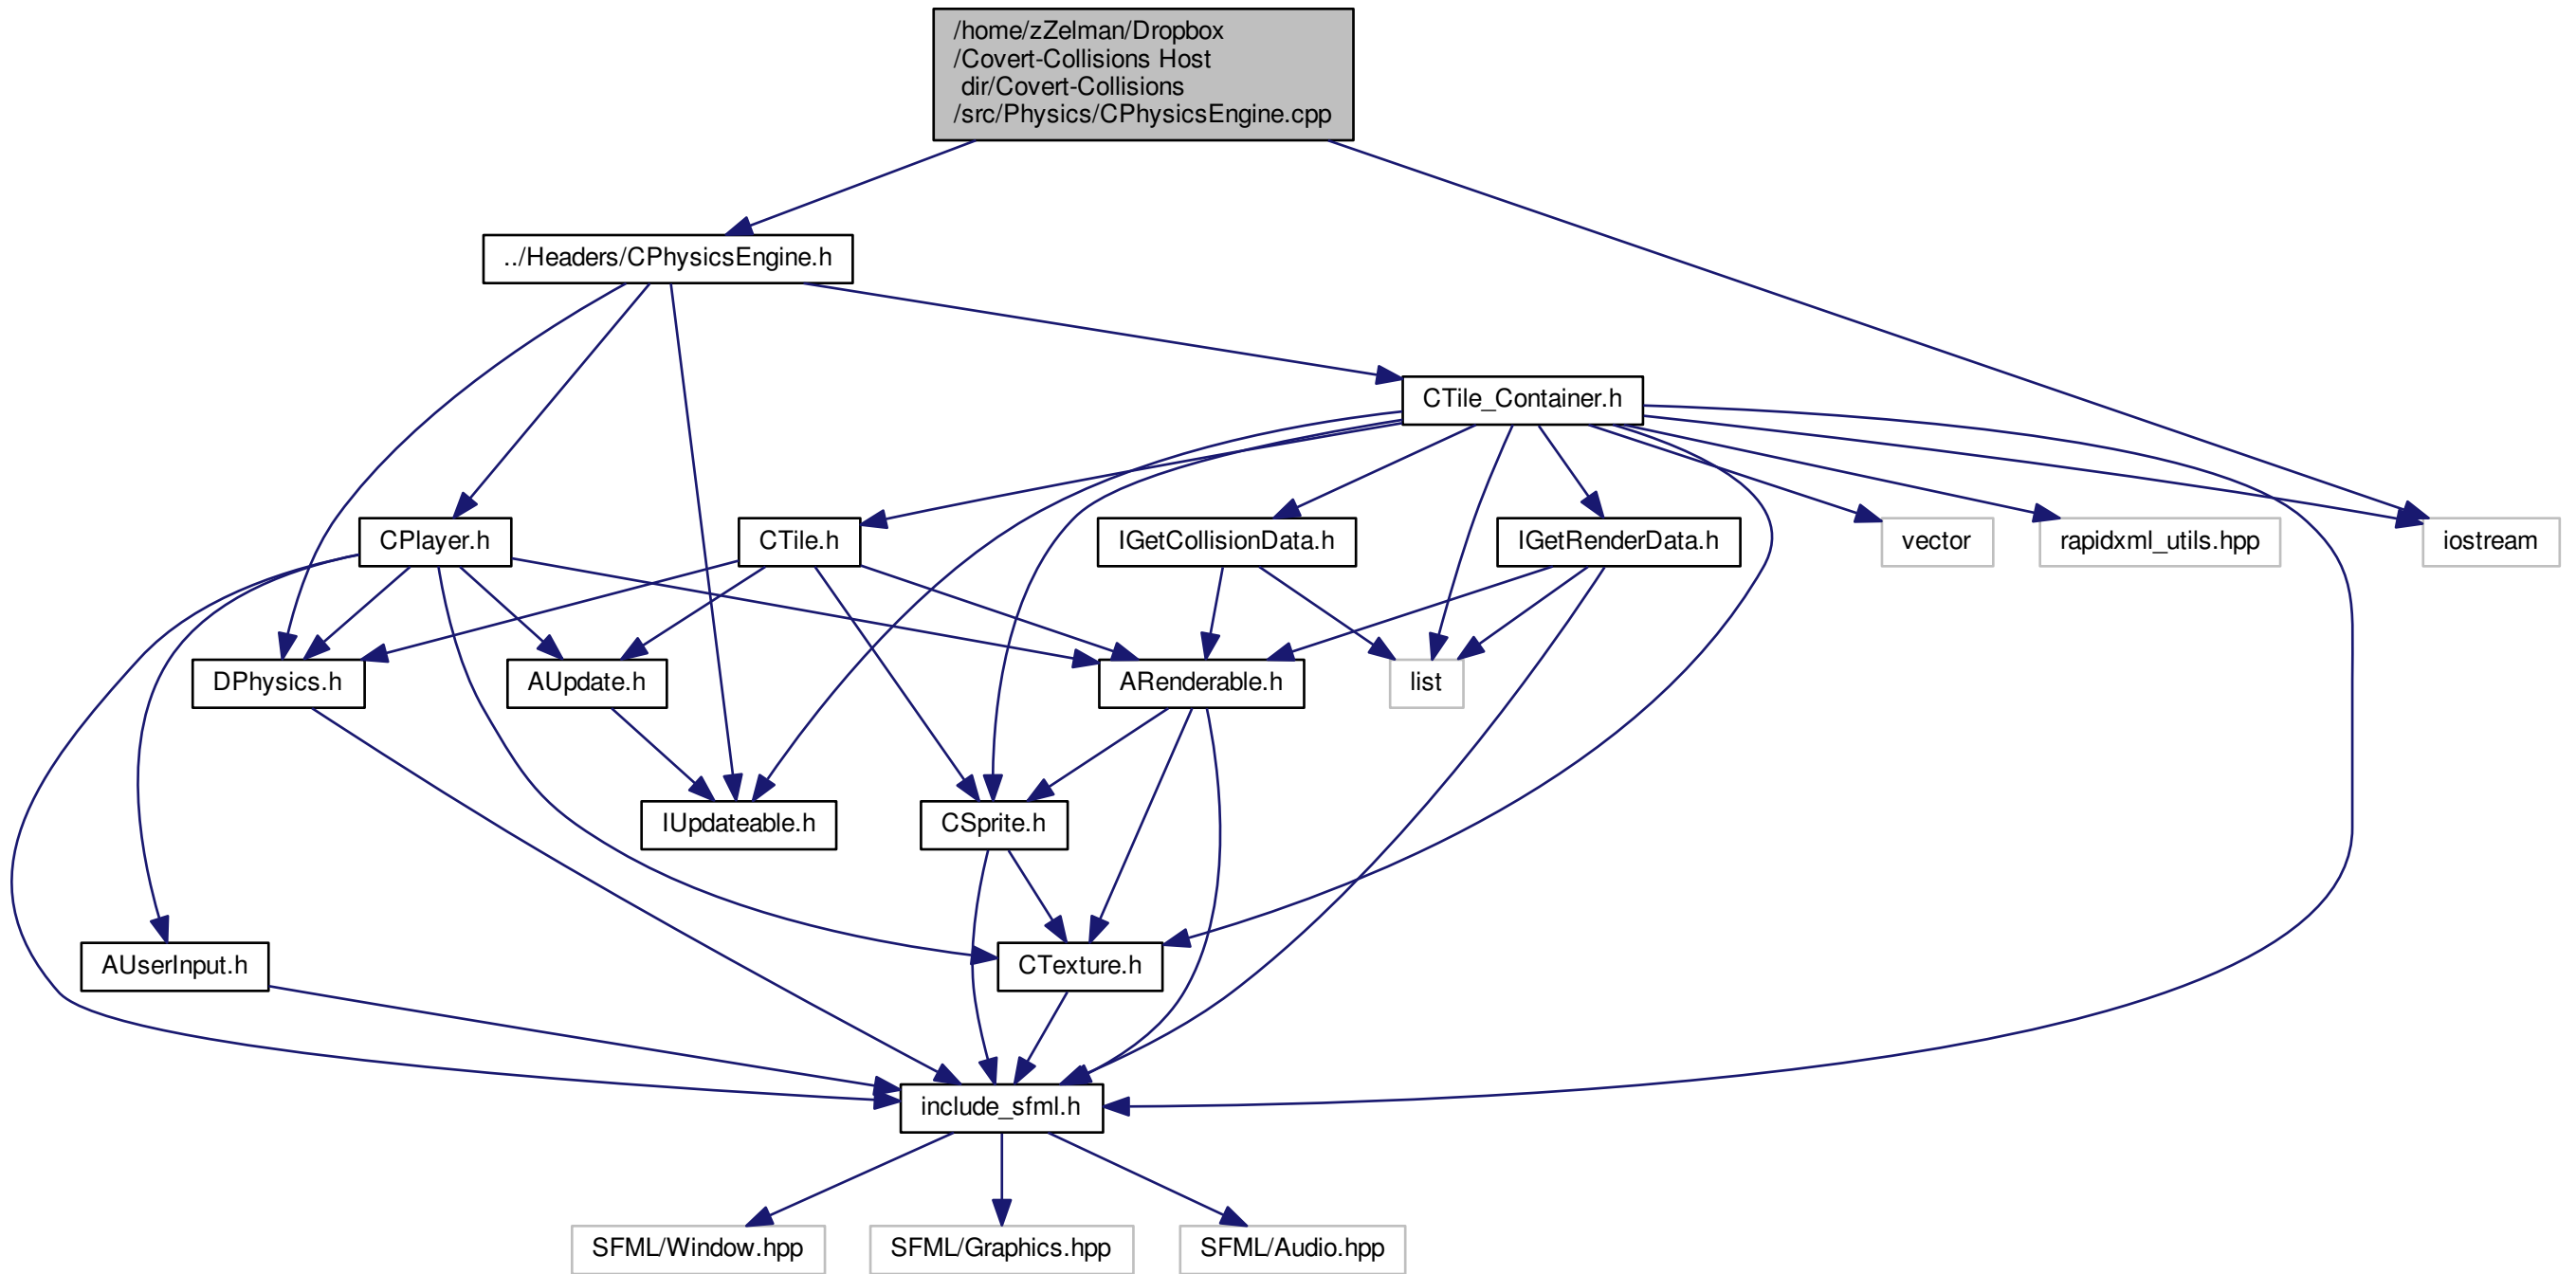 /home/zZelman/Dropbox
/Covert-Collisions Host
dir/Covert-Collisions
/src/Physics/CPhysicsEngine.cpp
../Headers/CPhysicsEngine.h
CTile_Container.h
CPlayer.h
CTile.h
IGetCollisionData.h
IGetRenderData.h
vector
rapidxml_utils.hpp
iostream
DPhysics.h
AUpdate.h
ARenderable.h
list
IUpdateable.h
CSprite.h
AUserInput.h
CTexture.h
include_sfml.h
SFML/Window.hpp
SFML/Graphics.hpp
SFML/Audio.hpp